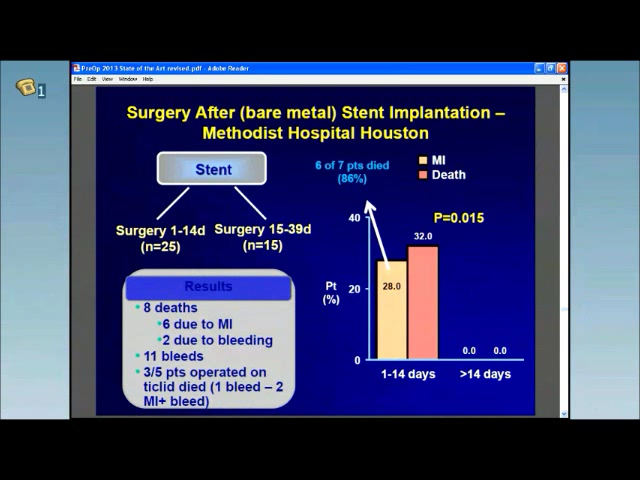 PreOp 2013 State of the Art revised.pdf - Adobe Reader
File Edit View Window Help
1
Surgery After (bare metal) Stent Implantation –
Methodist Hospital Houston
Stent
Surgery 1-14d
(n=25)
Surgery 15-39d
(n=15)
Results
• 8 deaths
•6 due to MI
•2 due to bleeding
• 11 bleeds
• 3/5 pts operated on
ticlid died (1 bleed – 2
MI+ bleed)
6 of 7 pts died
(86%)
MI
Death
P=0.015
40
20
0
Pt
(%)
28.0
32.0
0.0
0.0
1-14 days
>14 days